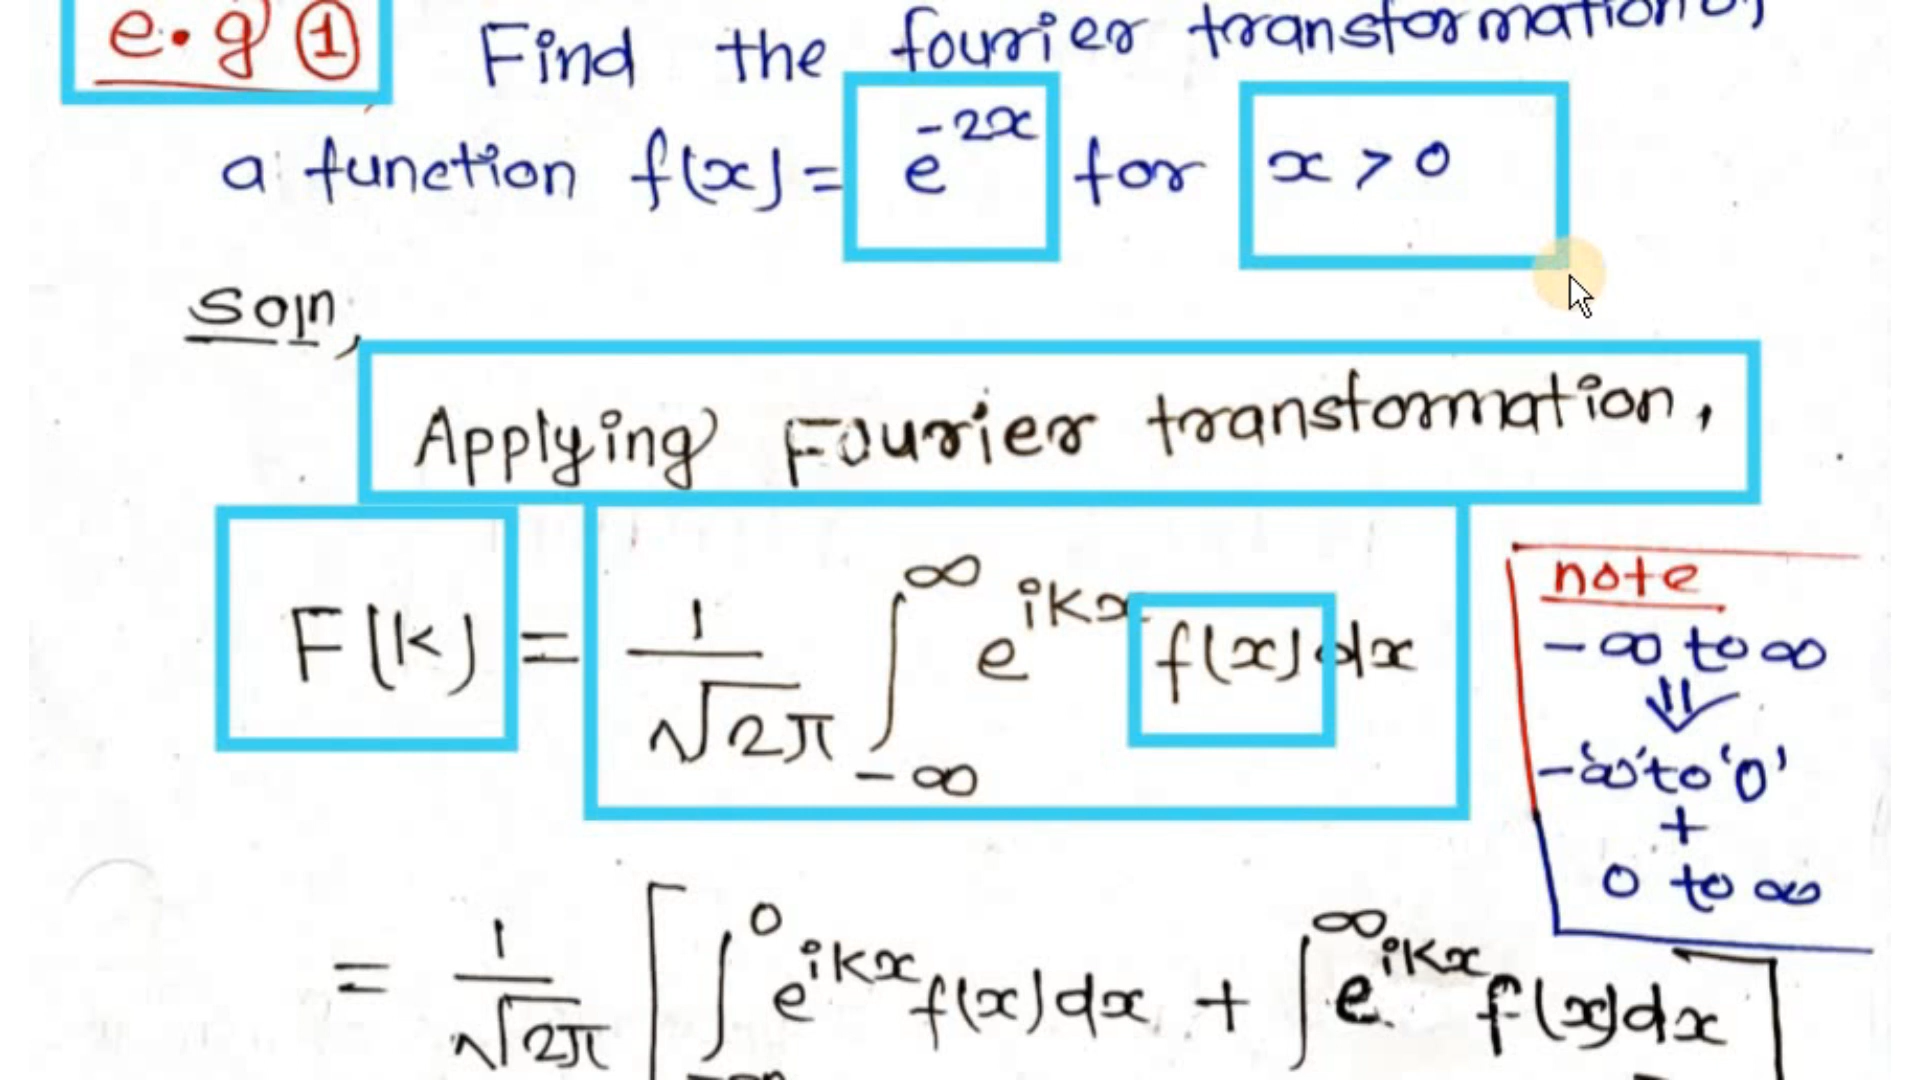 e.g ①
Find the fourier transformation of
a function f(x) = e^{-2x} for x > 0
Soln,
Applying Fourier transformation,
F(k) = 1/√2π ∫_{-∞}^{∞} e^{ikx} f(x) dx
note
-∞ to ∞
⇓
-'∞' to '0'
+
0 to ∞
= 1/√2π [ ∫_{-∞}^{0} e^{ikx} f(x) dx + ∫^{∞} e^{ikx} f(x) dx ]